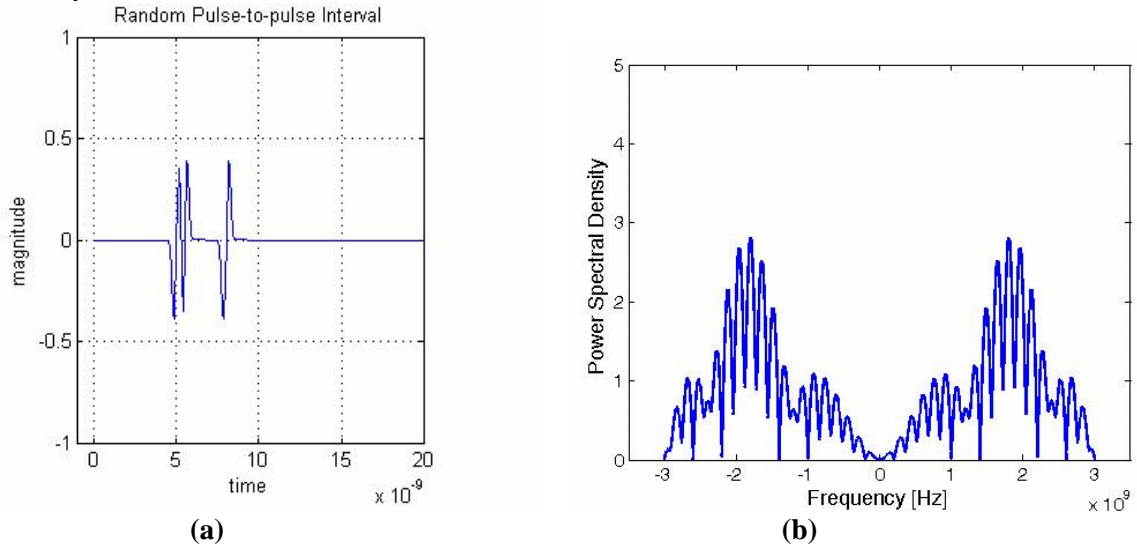 Random Pulse-to-pulse Interval
1
0.5
0
-0.5
-1
magnitude
0 5 10 15 20
time
x 10^-9
(a)
5
4
3
2
1
0
Power Spectral Density
-3 -2 -1 0 1 2 3
Frequency [Hz]
x 10^9
(b)